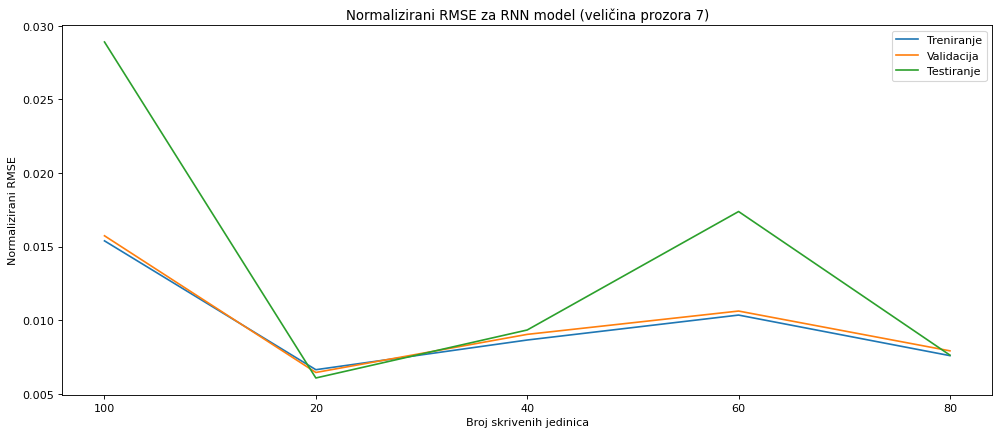 Normalizirani RMSE za RNN model (veličina prozora 7)
Treniranje
Validacija
Testiranje
Normalizirani RMSE
0.030
0.025
0.020
0.015
0.010
0.005
100 20 40 60 80
Broj skrivenih jedinica